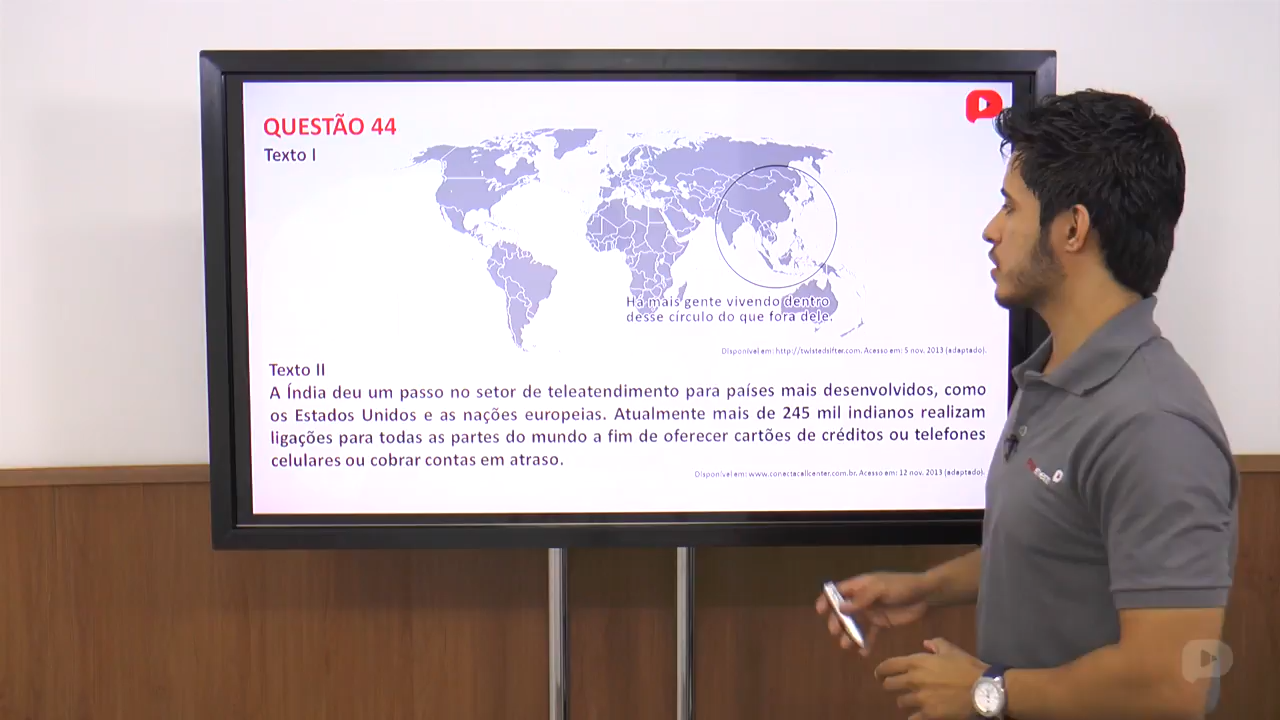 QUESTÃO 44
Texto I
Há mais gente vivendo dentro
desse círculo do que fora dele.
Disponível em: http://twistedsifter.com. Acesso em: 5 nov. 2013 (adaptado).
Texto II
A Índia deu um passo no setor de teleatendimento para países mais desenvolvidos, como
os Estados Unidos e as nações europeias. Atualmente mais de 245 mil indianos realizam
ligações para todas as partes do mundo a fim de oferecer cartões de créditos ou telefones
celulares ou cobrar contas em atraso.
Disponível em: www.conectacallcenter.com.br. Acesso em: 12 nov. 2013 (adaptado).